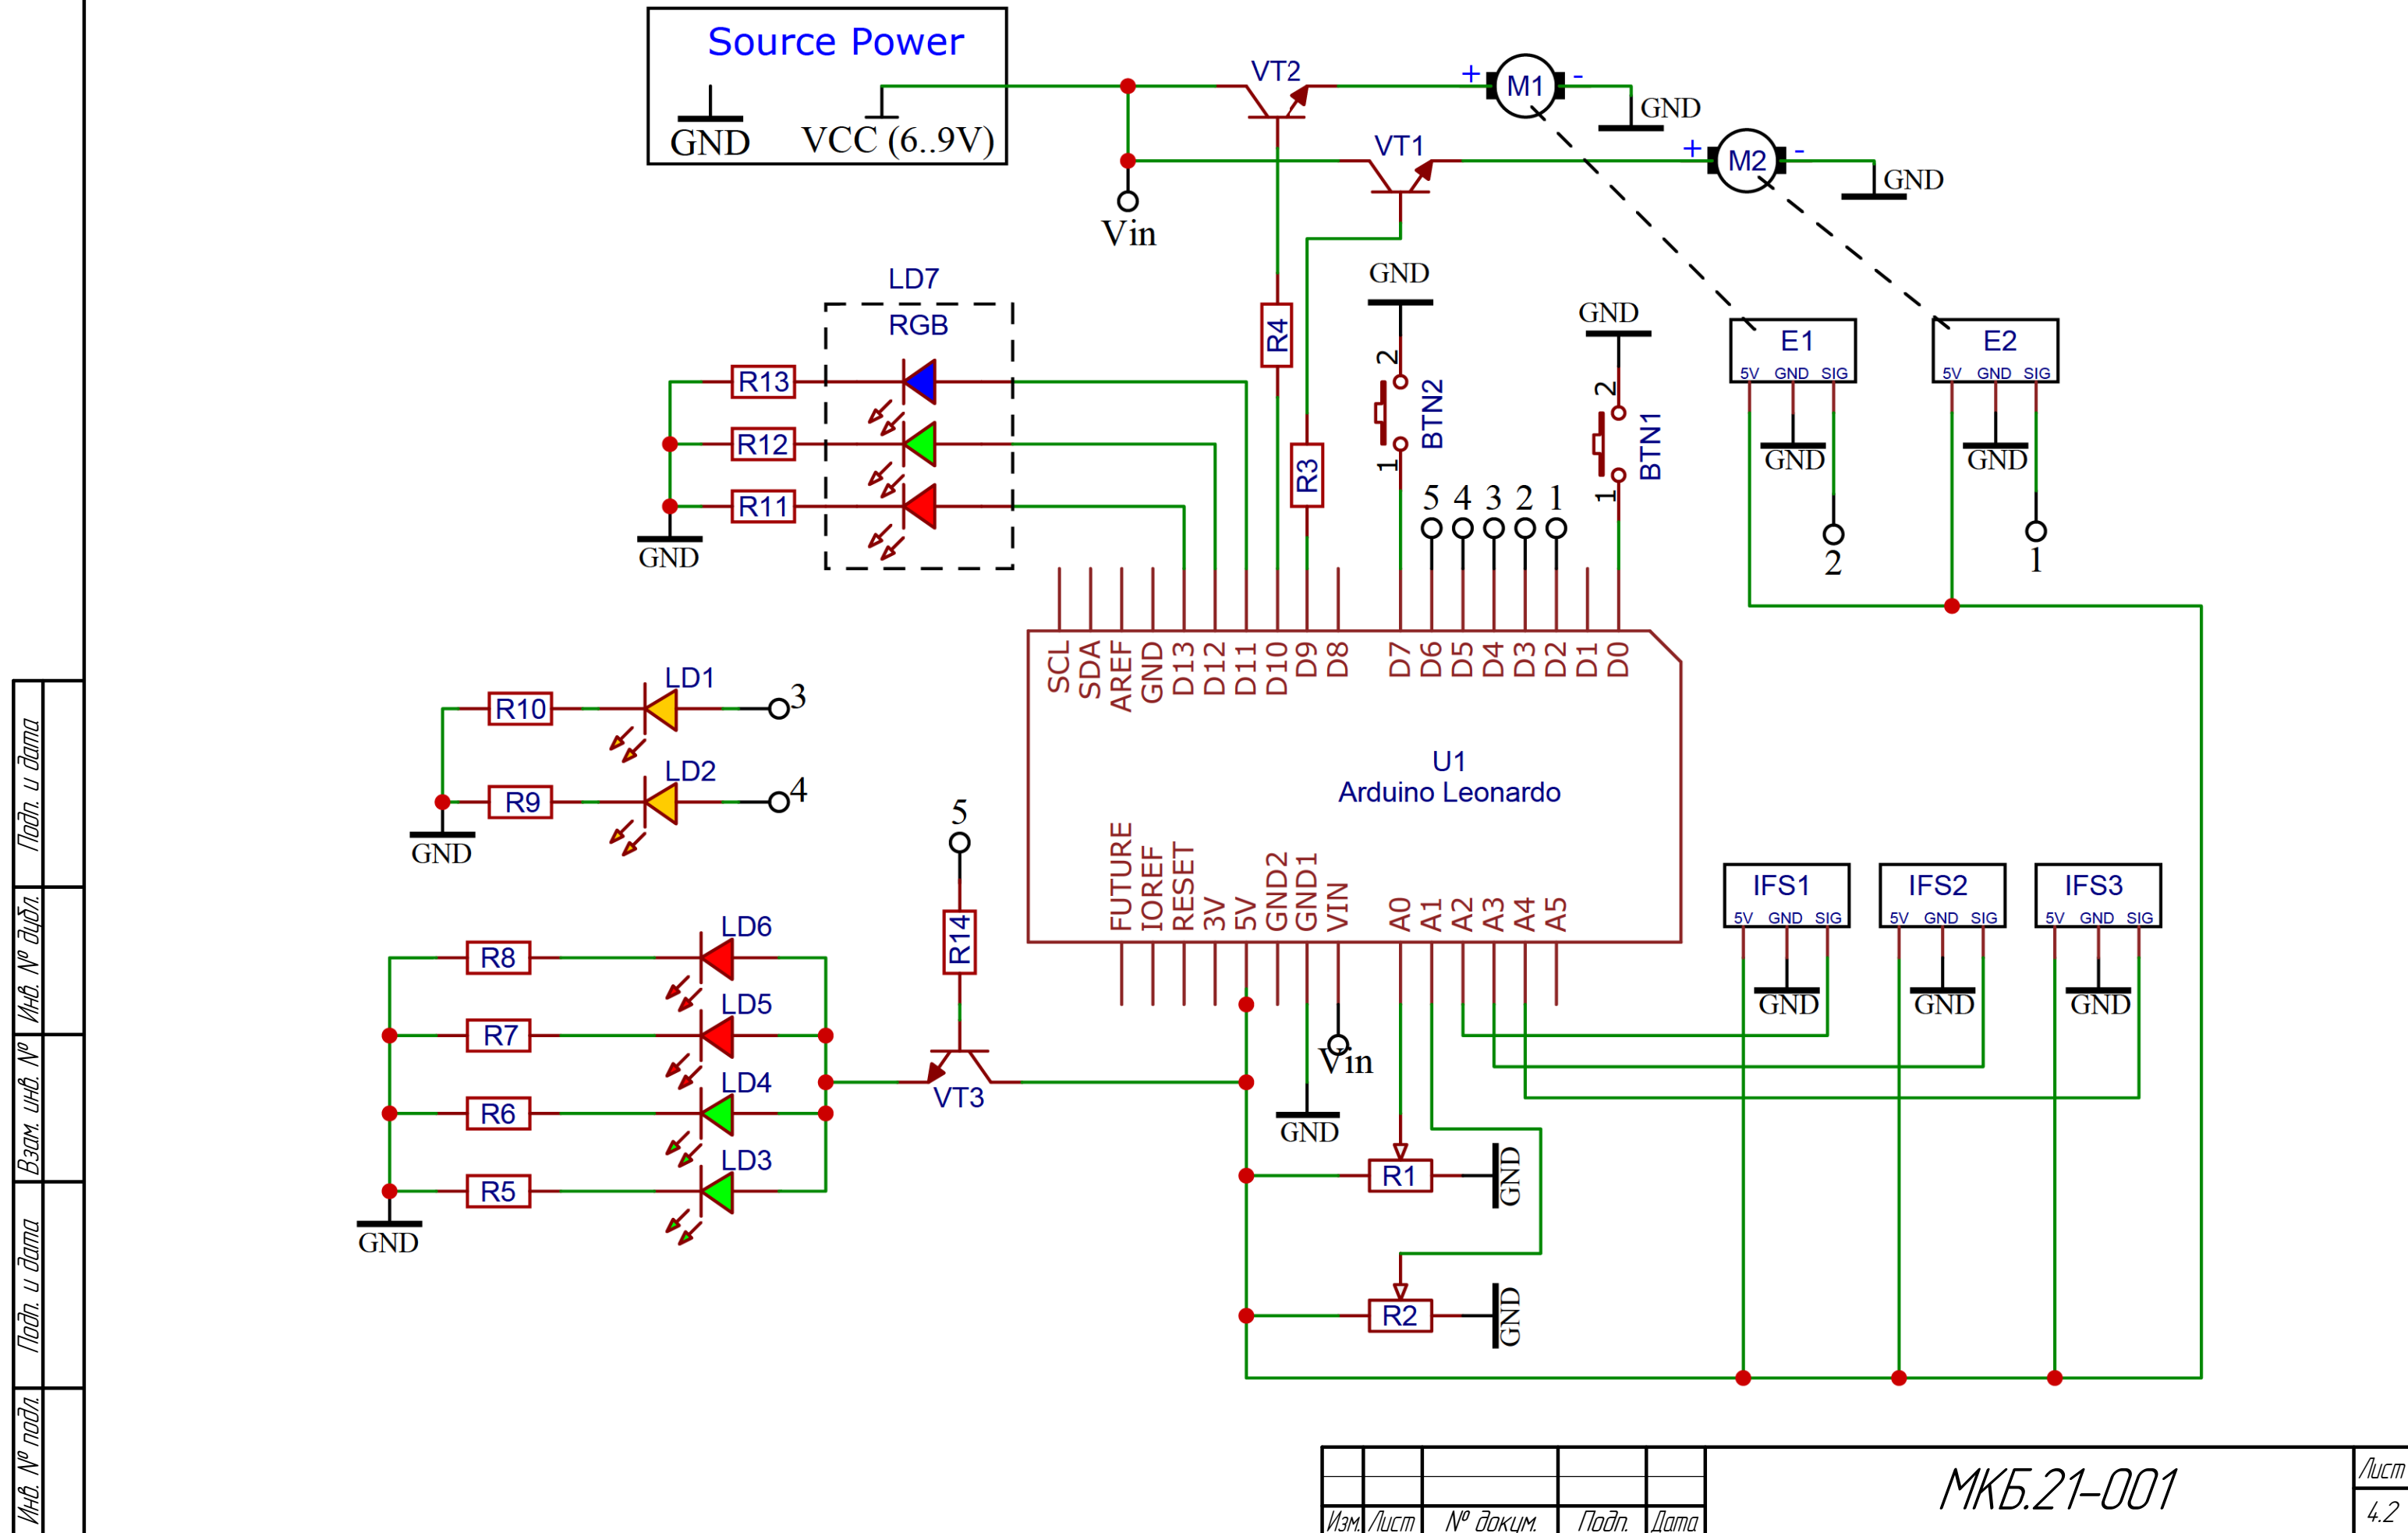 Source Power
GND
VCC (6..9V)
Vin
VT2
+
M1
-
GND
VT1
+
M2
-
GND
LD7
RGB
R13
R12
R11
GND
R4
R3
GND
2
BTN2
1
GND
2
BTN1
1
5 4 3 2 1
E1
5V GND SIG
GND
2
E2
5V GND SIG
GND
1
SCL SDA AREF GND D13 D12 D11 D10 D9 D8 D7 D6 D5 D4 D3 D2 D1 D0
U1
Arduino Leonardo
FUTURE IOREF RESET 3V 5V GND2 GND1 VIN A0 A1 A2 A3 A4 A5
LD1
R10
3
LD2
R9
4
GND
5
R14
VT3
LD6
R8
LD5
R7
LD4
R6
LD3
R5
GND
Vin
GND
R1
GND
R2
GND
IFS1
5V GND SIG
GND
IFS2
5V GND SIG
GND
IFS3
5V GND SIG
GND
Подп. и дата
Инв. № дубл.
Взам. инв. №
Подп. и дата
Инв. № подл.
Изм. Лист № докум. Подп. Дата
МКБ.21-001
Лист
4.2